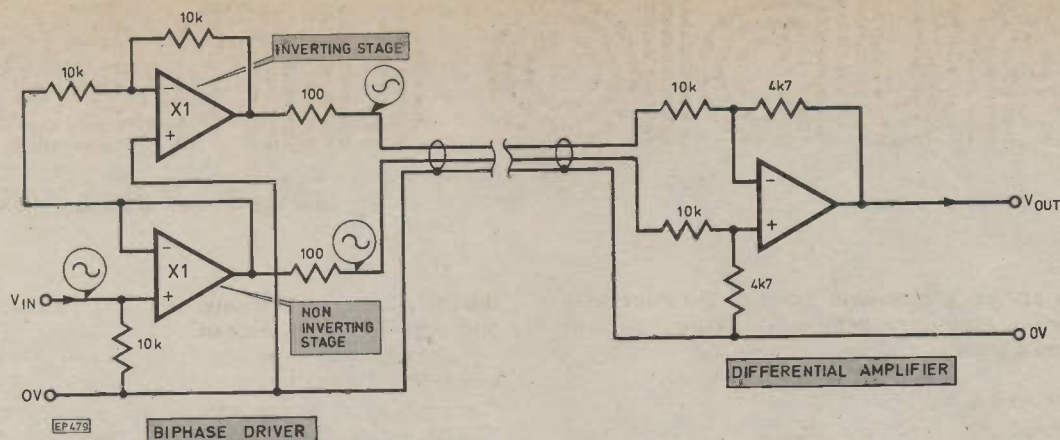 10k
INVERTING STAGE
10k
X1
−
+
100
10k
4k7
−
+
V OUT
10k
100
X1
−
+
V IN
4k7
NON
INVERTING
STAGE
10k
0V
0V
DIFFERENTIAL AMPLIFIER
EP479
BIPHASE DRIVER